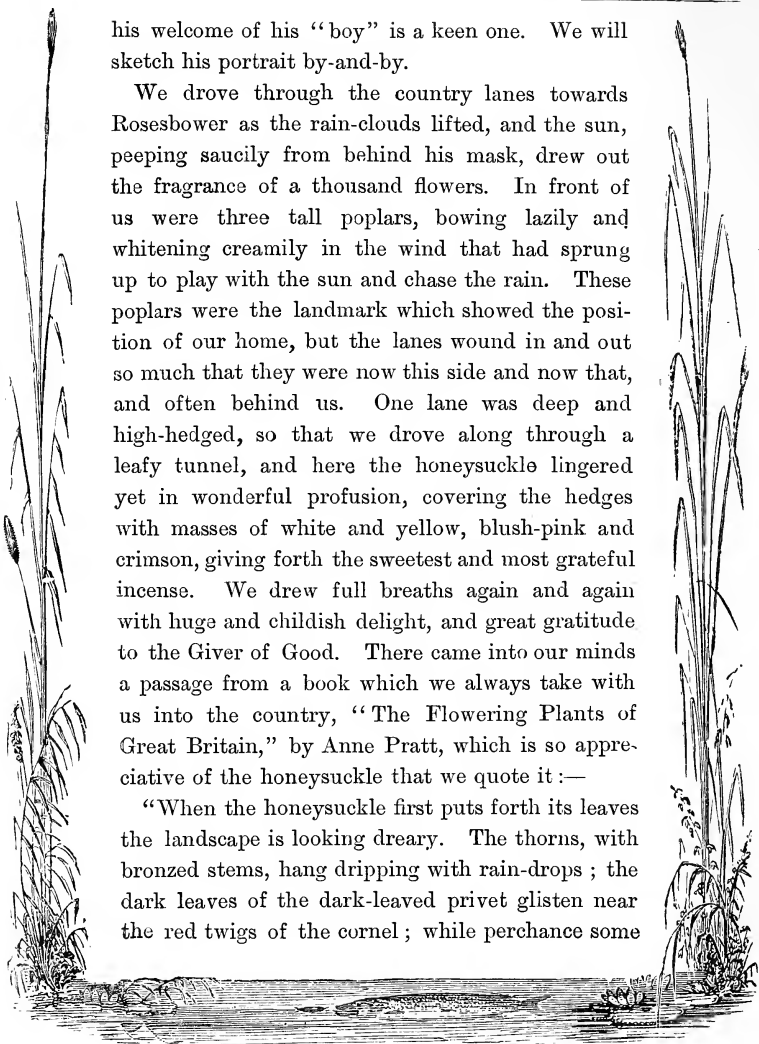 his welcome of his “boy” is a keen one. We will
sketch his portrait by-and-by.
We drove through the country lanes towards
Rosesbower as the rain-clouds lifted, and the sun,
peeping saucily from behind his mask, drew out
the fragrance of a thousand flowers. In front of
us were three tall poplars, bowing lazily and
whitening creamily in the wind that had sprung
up to play with the sun and chase the rain. These
poplars were the landmark which showed the posi-
tion of our home, but the lanes wound in and out
so much that they were now this side and now that,
and often behind us. One lane was deep and
high-hedged, so that we drove along through a
leafy tunnel, and here the honeysuckle lingered
yet in wonderful profusion, covering the hedges
with masses of white and yellow, blush-pink and
crimson, giving forth the sweetest and most grateful
incense. We drew full breaths again and again
with huge and childish delight, and great gratitude
to the Giver of Good. There came into our minds
a passage from a book which we always take with
us into the country, “The Flowering Plants of
Great Britain,” by Anne Pratt, which is so appre-
ciative of the honeysuckle that we quote it :—
“When the honeysuckle first puts forth its leaves
the landscape is looking dreary. The thorns, with
bronzed stems, hang dripping with rain-drops ; the
dark leaves of the dark-leaved privet glisten near
the red twigs of the cornel ; while perchance some